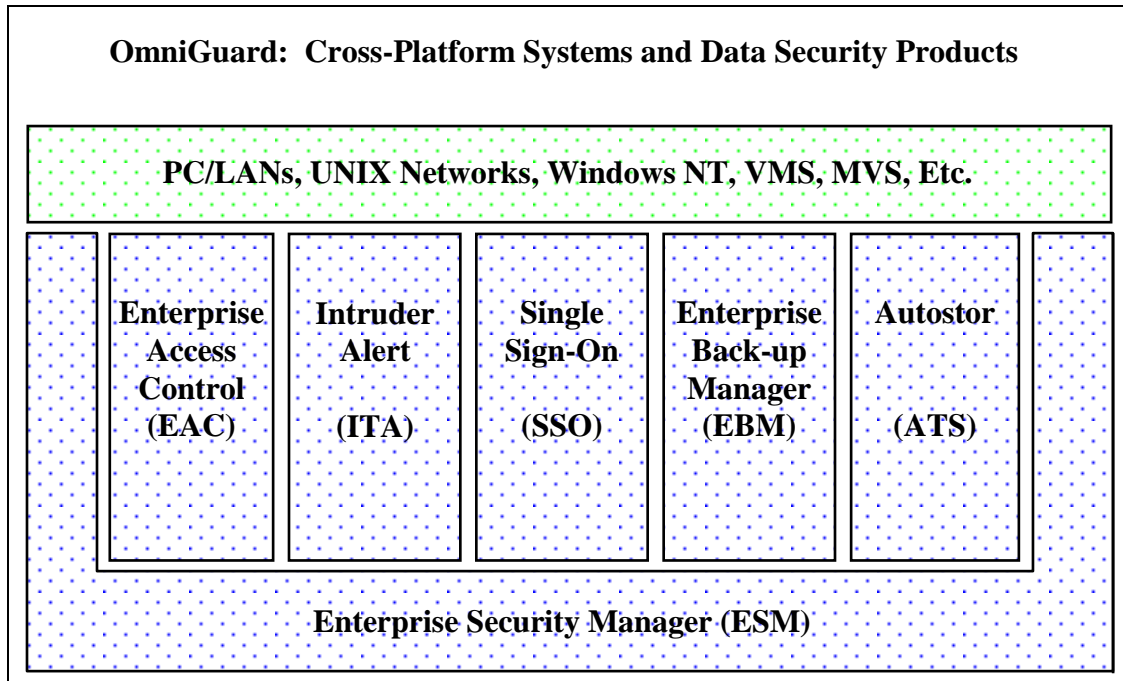 OmniGuard: Cross-Platform Systems and Data Security Products
PC/LANs, UNIX Networks, Windows NT, VMS, MVS, Etc.
Enterprise
Access
Control
(EAC)
Intruder
Alert
(ITA)
Single
Sign-On
(SSO)
Enterprise
Back-up
Manager
(EBM)
Autostor
(ATS)
Enterprise Security Manager (ESM)